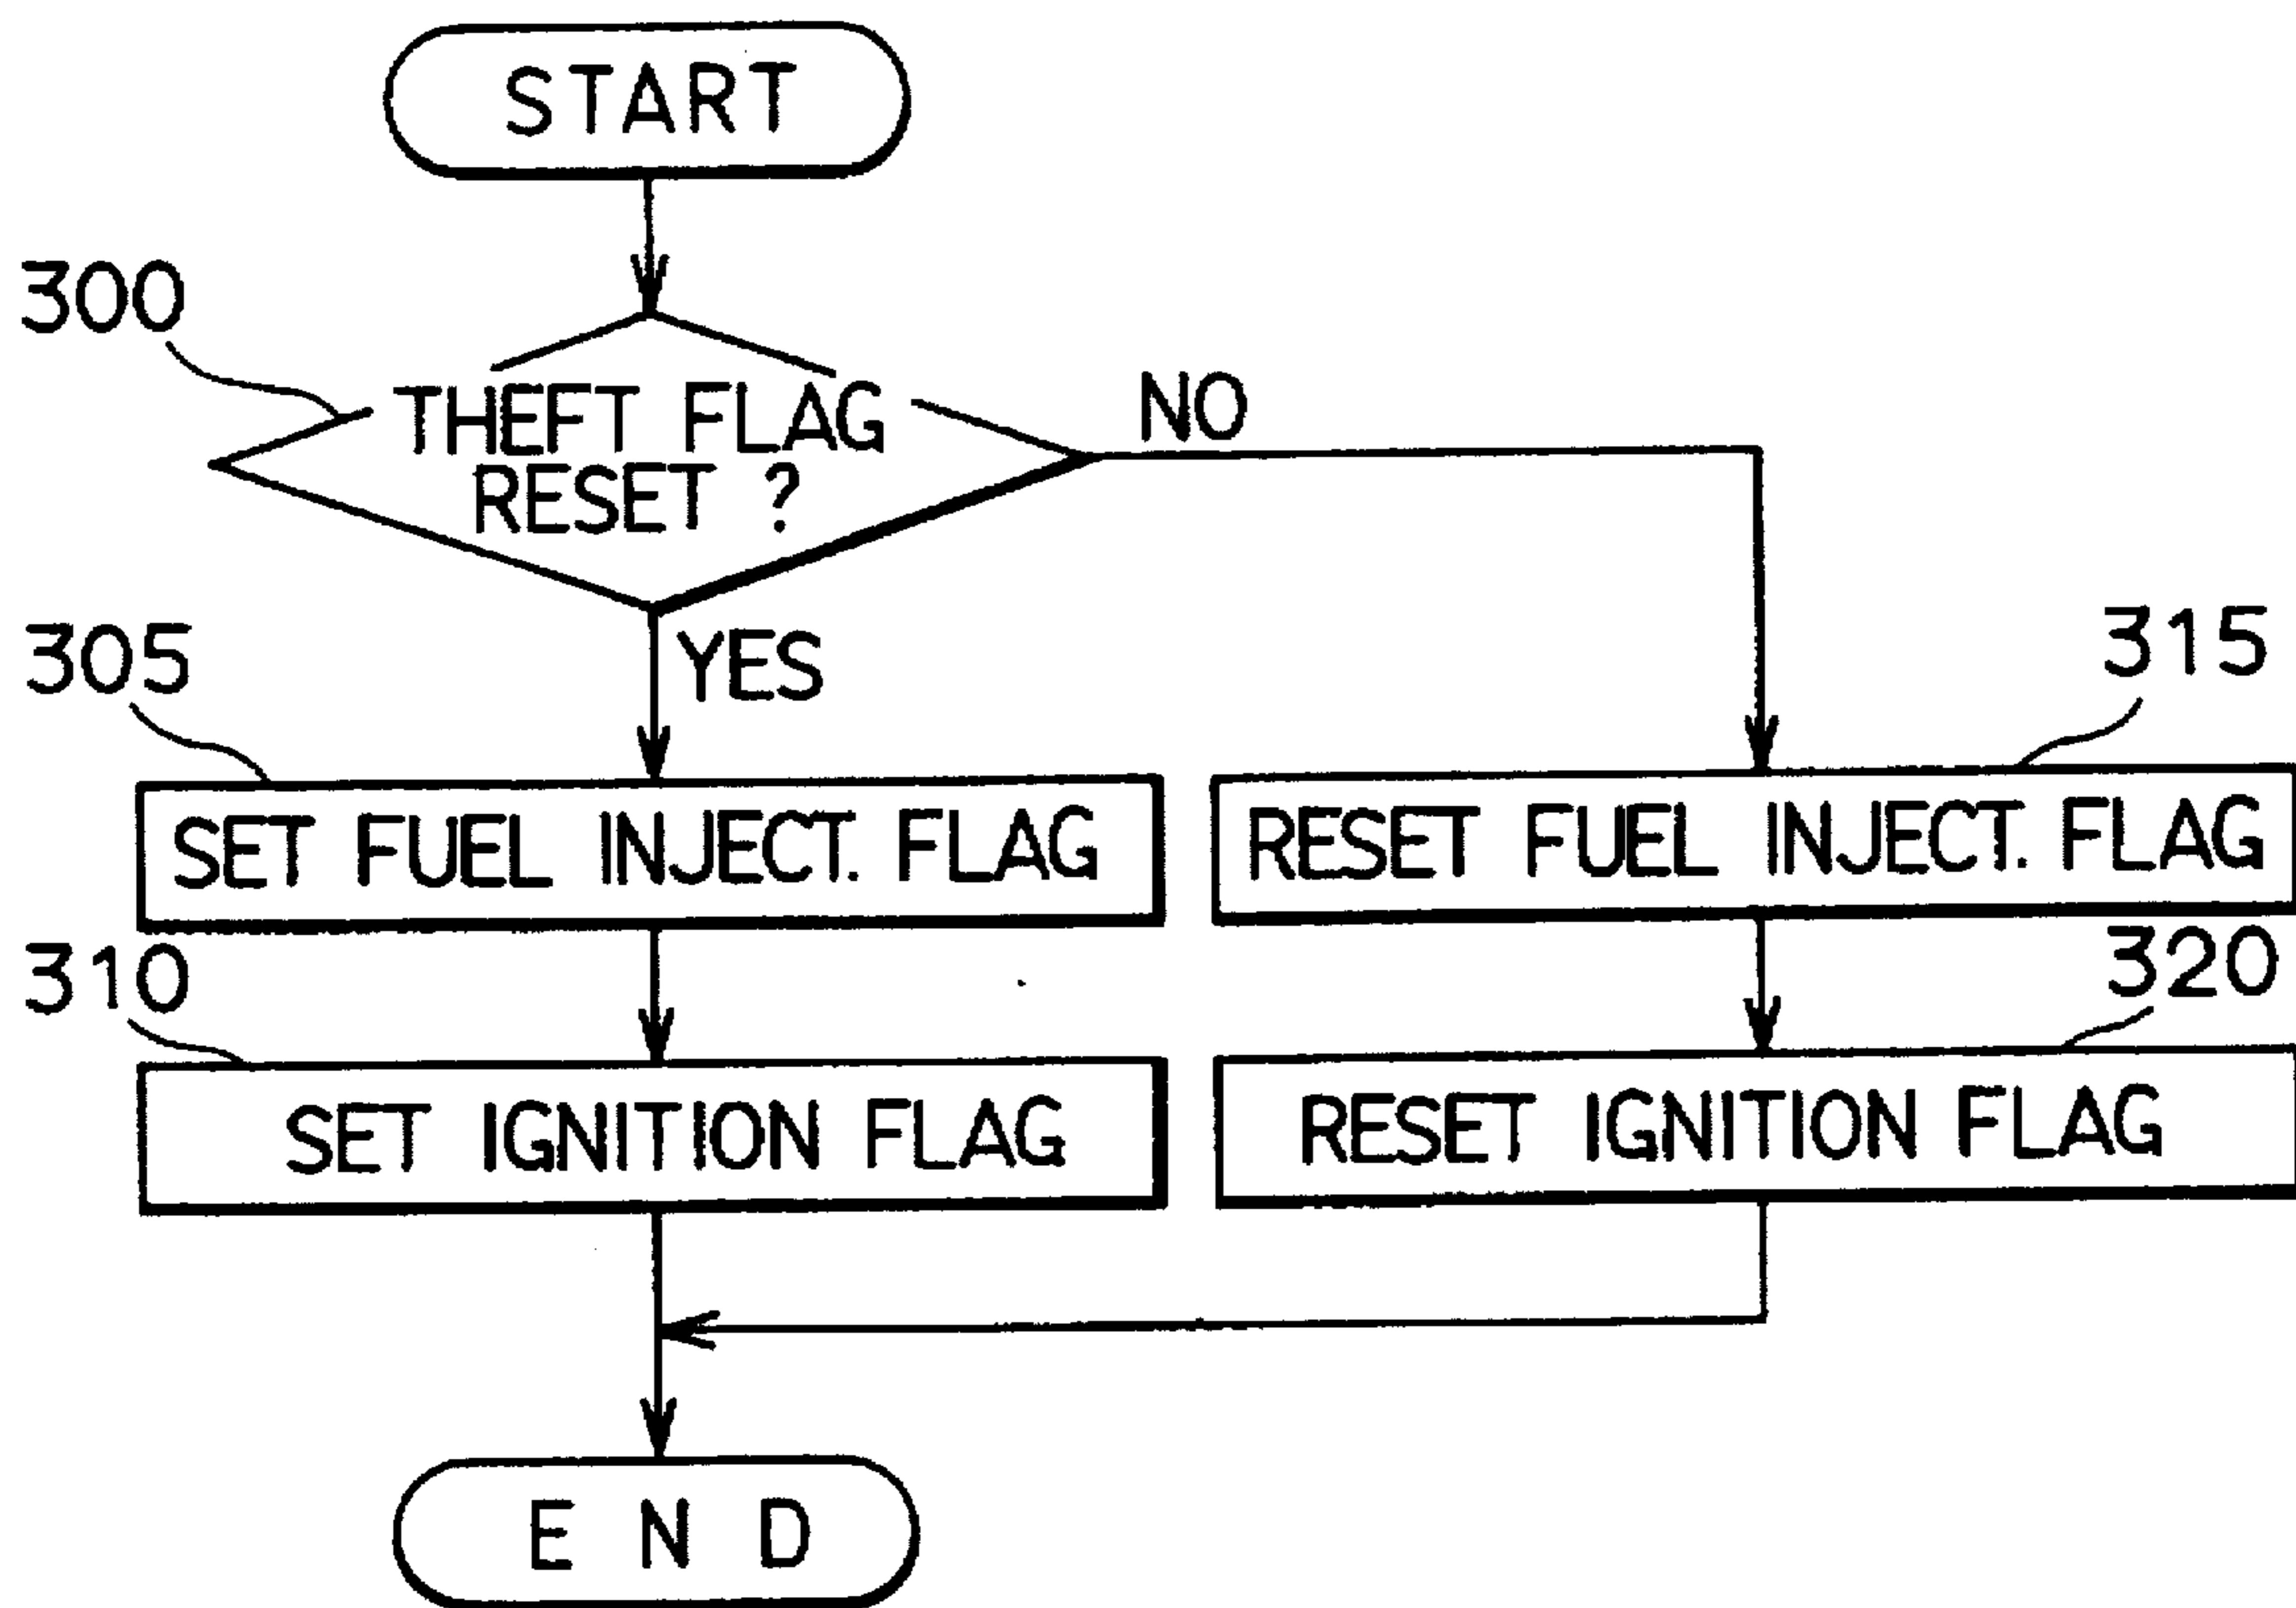 START
300
THEFT FLAG
RESET ?
NO
305
YES
315
SET FUEL INJECT. FLAG
RESET FUEL INJECT. FLAG
310
320
SET IGNITION FLAG
RESET IGNITION FLAG
END